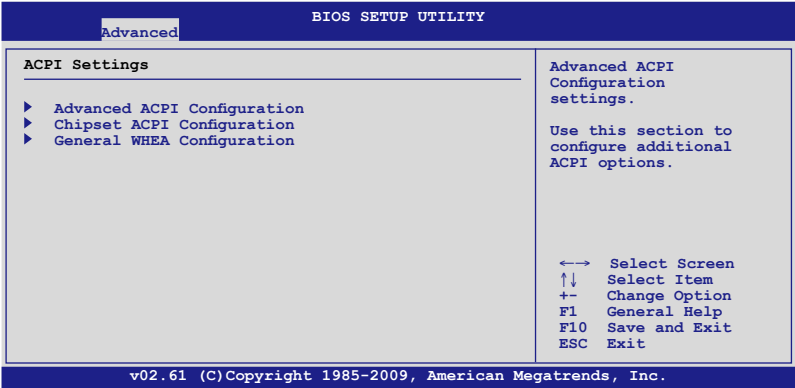 BIOS SETUP UTILITY
Advanced
ACPI Settings
Advanced ACPI Configuration
Chipset ACPI Configuration
General WHEA Configuration
Advanced ACPI
Configuration
settings.
Use this section to
configure additional
ACPI options.
←→ Select Screen
↑↓ Select Item
+- Change Option
F1 General Help
F10 Save and Exit
ESC Exit
v02.61 (C)Copyright 1985-2009, American Megatrends, Inc.